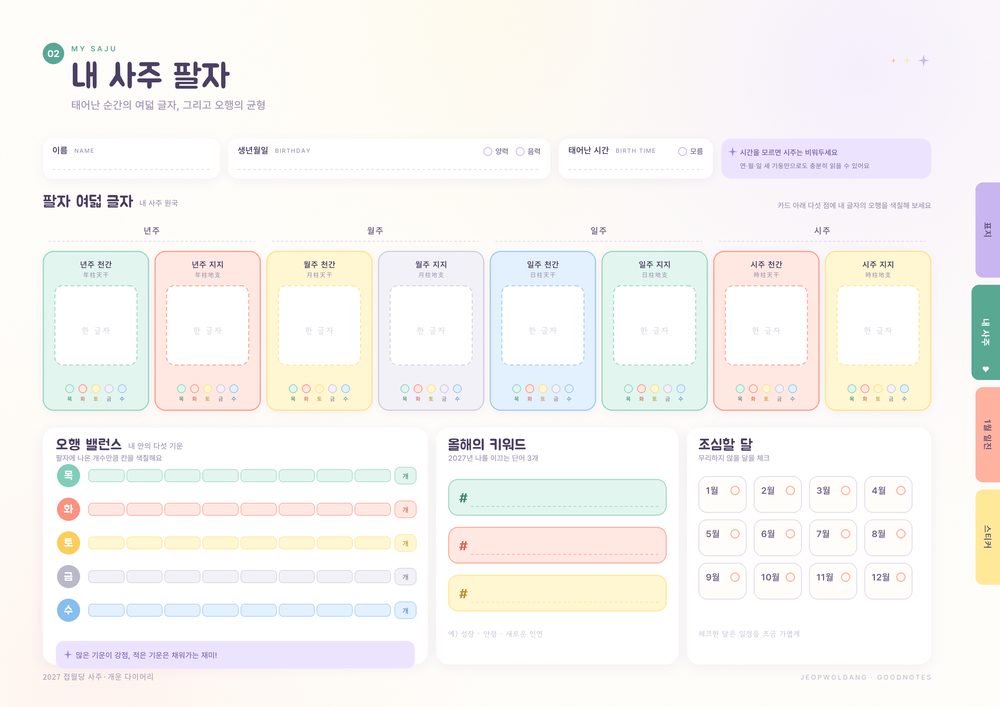 02
MY SAJU
내 사주 팔자
태어난 순간의 여덟 글자, 그리고 오행의 균형
이름 NAME
생년월일 BIRTHDAY 양력 음력
태어난 시간 BIRTH TIME 모름
시간을 모르면 시주는 비워두세요
연·월·일 세 기둥만으로도 충분히 읽을 수 있어요
팔자 여덟 글자 내 사주 원국
카드 아래 다섯 점에 내 글자의 오행을 색칠해 보세요
년주 월주 일주 시주
년주 천간 년주 지지 월주 천간 월주 지지 일주 천간 일주 지지 시주 천간 시주 지지
年柱天干 年柱地支 月柱天干 月柱地支 日柱天干 日柱地支 時柱天干 時柱地支
한 글자 한 글자 한 글자 한 글자 한 글자 한 글자 한 글자 한 글자
목 화 토 금 수 목 화 토 금 수 목 화 토 금 수 목 화 토 금 수 목 화 토 금 수 목 화 토 금 수 목 화 토 금 수 목 화 토 금 수
오행 밸런스 내 안의 다섯 기운
팔자에 나온 개수만큼 칸을 색칠해요
목 개
화 개
토 개
금 개
수 개
많은 기운이 강점, 적은 기운은 채워가는 재미!
올해의 키워드
2027년 나를 이끄는 단어 3개
#
#
#
예) 성장 · 안정 · 새로운 인연
조심할 달
무리하지 않을 달을 체크
1월 2월 3월 4월
5월 6월 7월 8월
9월 10월 11월 12월
체크한 달은 일정을 조금 가볍게
2027 접월당 사주·개운 다이어리
JEOPWOLDANG · GOODNOTES
표지
내 사주
1월 일진
스티커